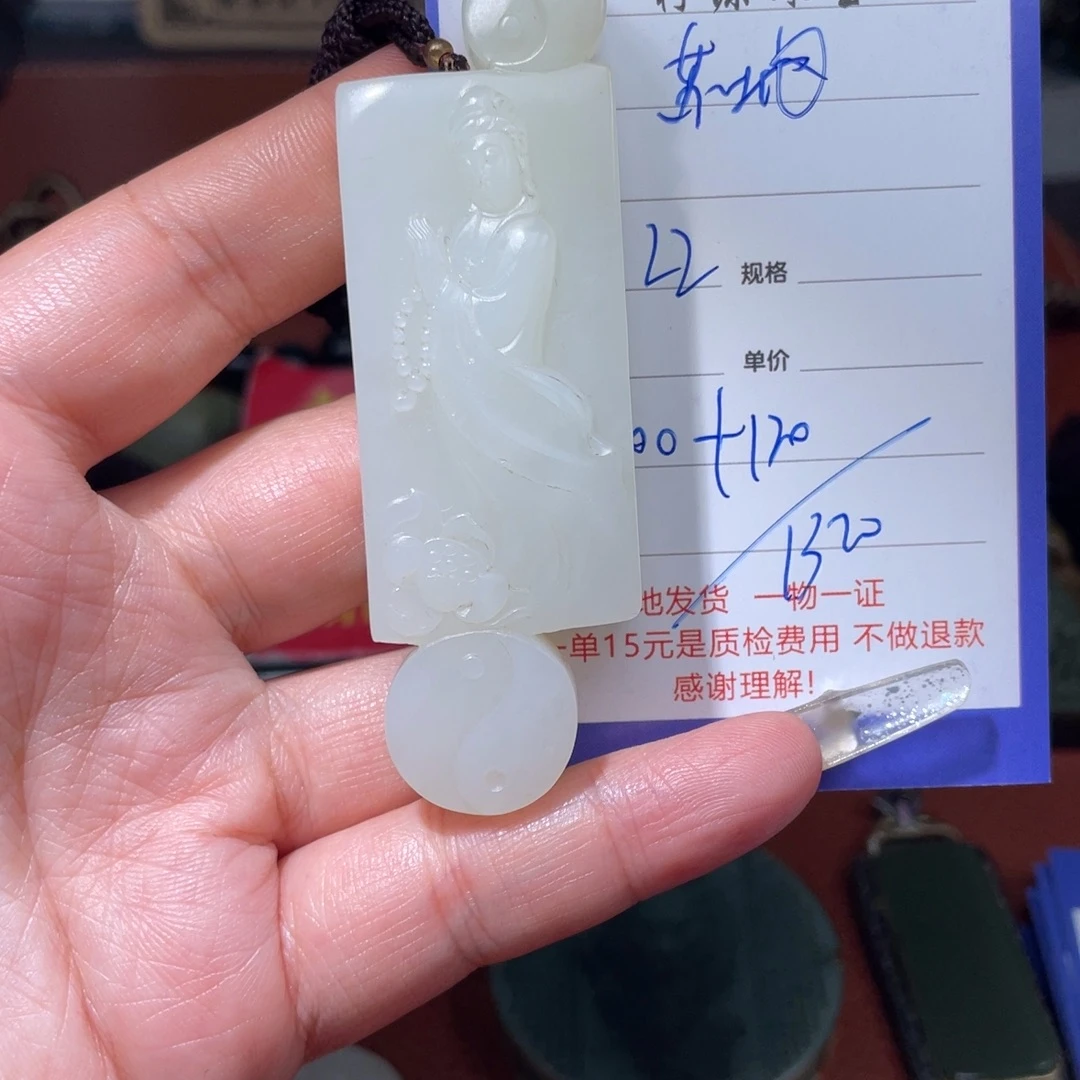 22 规格
单价
00 +120
1320
地发货 一物一证
一单15元是质检费用 不做退款
感谢理解!